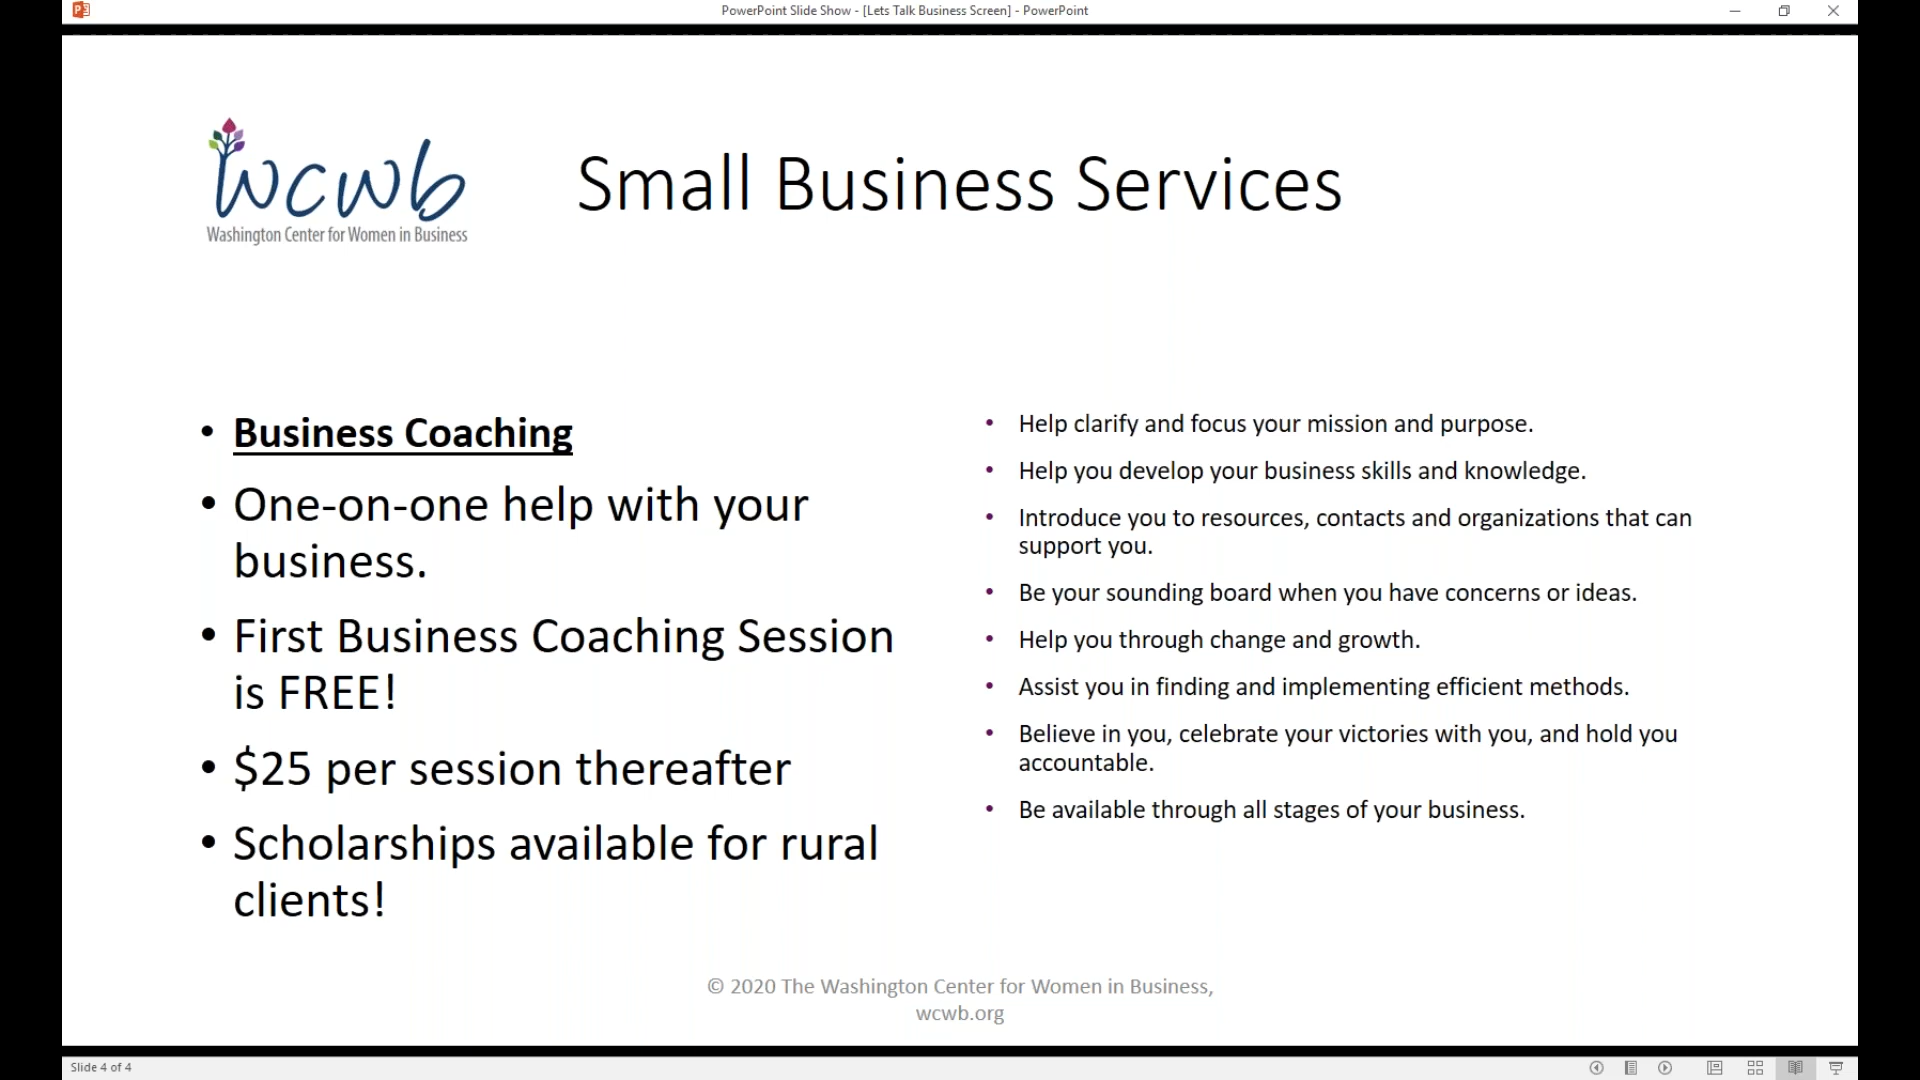 PowerPoint Slide Show - [Lets Talk Business Screen] - PowerPoint
wcwb
Washington Center for Women in Business
Small Business Services
• Business Coaching
• One-on-one help with your
business.
• First Business Coaching Session
is FREE!
• $25 per session thereafter
• Scholarships available for rural
clients!
• Help clarify and focus your mission and purpose.
• Help you develop your business skills and knowledge.
• Introduce you to resources, contacts and organizations that can
support you.
• Be your sounding board when you have concerns or ideas.
• Help you through change and growth.
• Assist you in finding and implementing efficient methods.
• Believe in you, celebrate your victories with you, and hold you
accountable.
• Be available through all stages of your business.
© 2020 The Washington Center for Women in Business,
wcwb.org
Slide 4 of 4